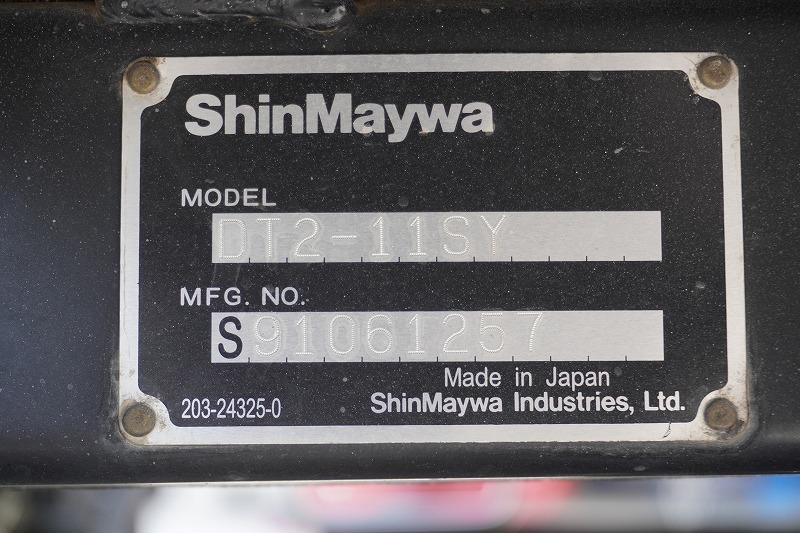 ShinMaywa
MODEL
DT2-11SY
MFG. NO.
S91061257
Made in Japan
203-24325-0 ShinMaywa Industries, Ltd.